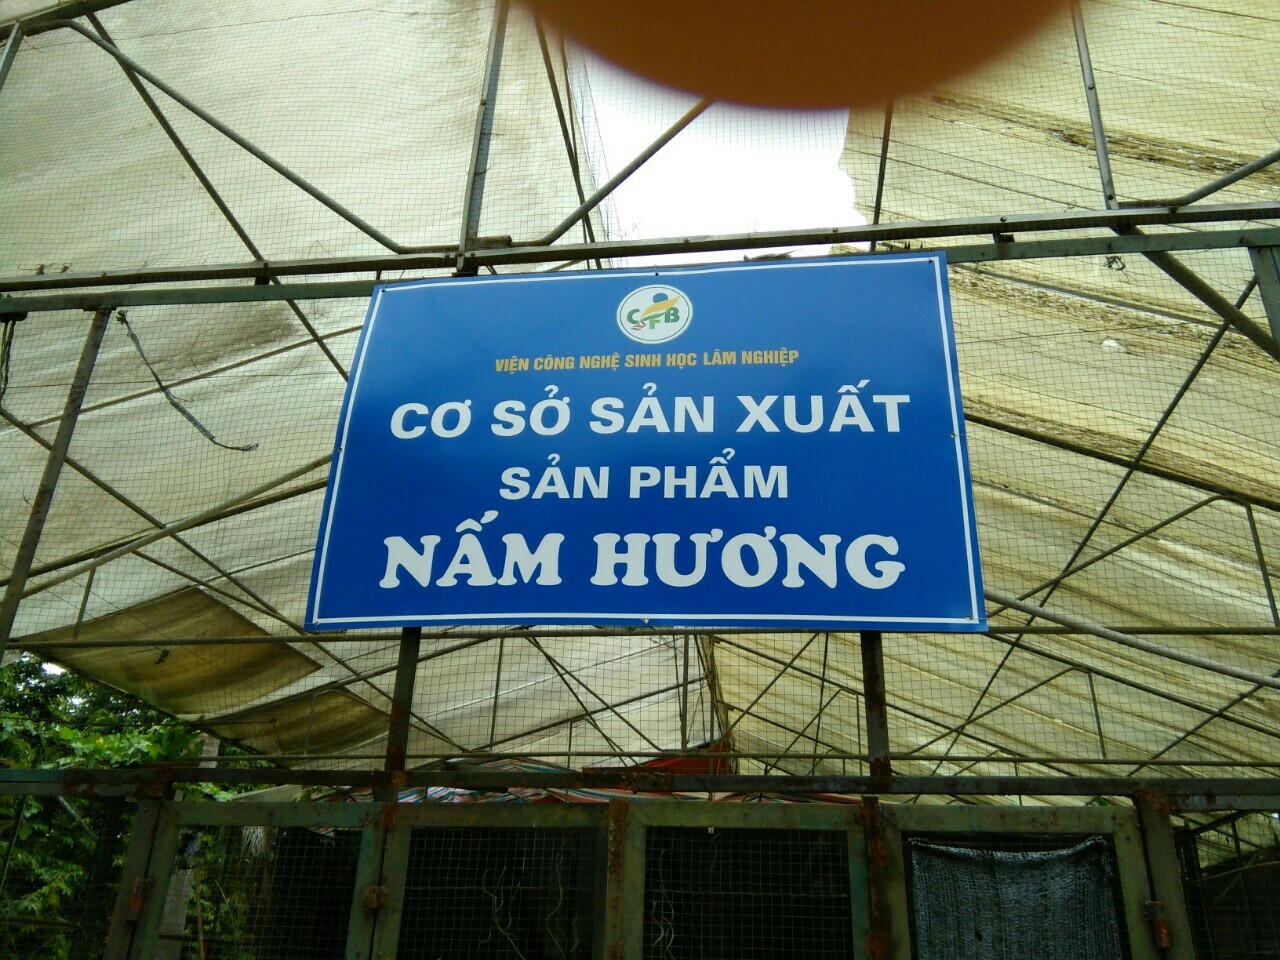 CFB
VIỆN CÔNG NGHỆ SINH HỌC LÂM NGHIỆP
CƠ SỞ SẢN XUẤT
SẢN PHẨM
NẤM HƯƠNG